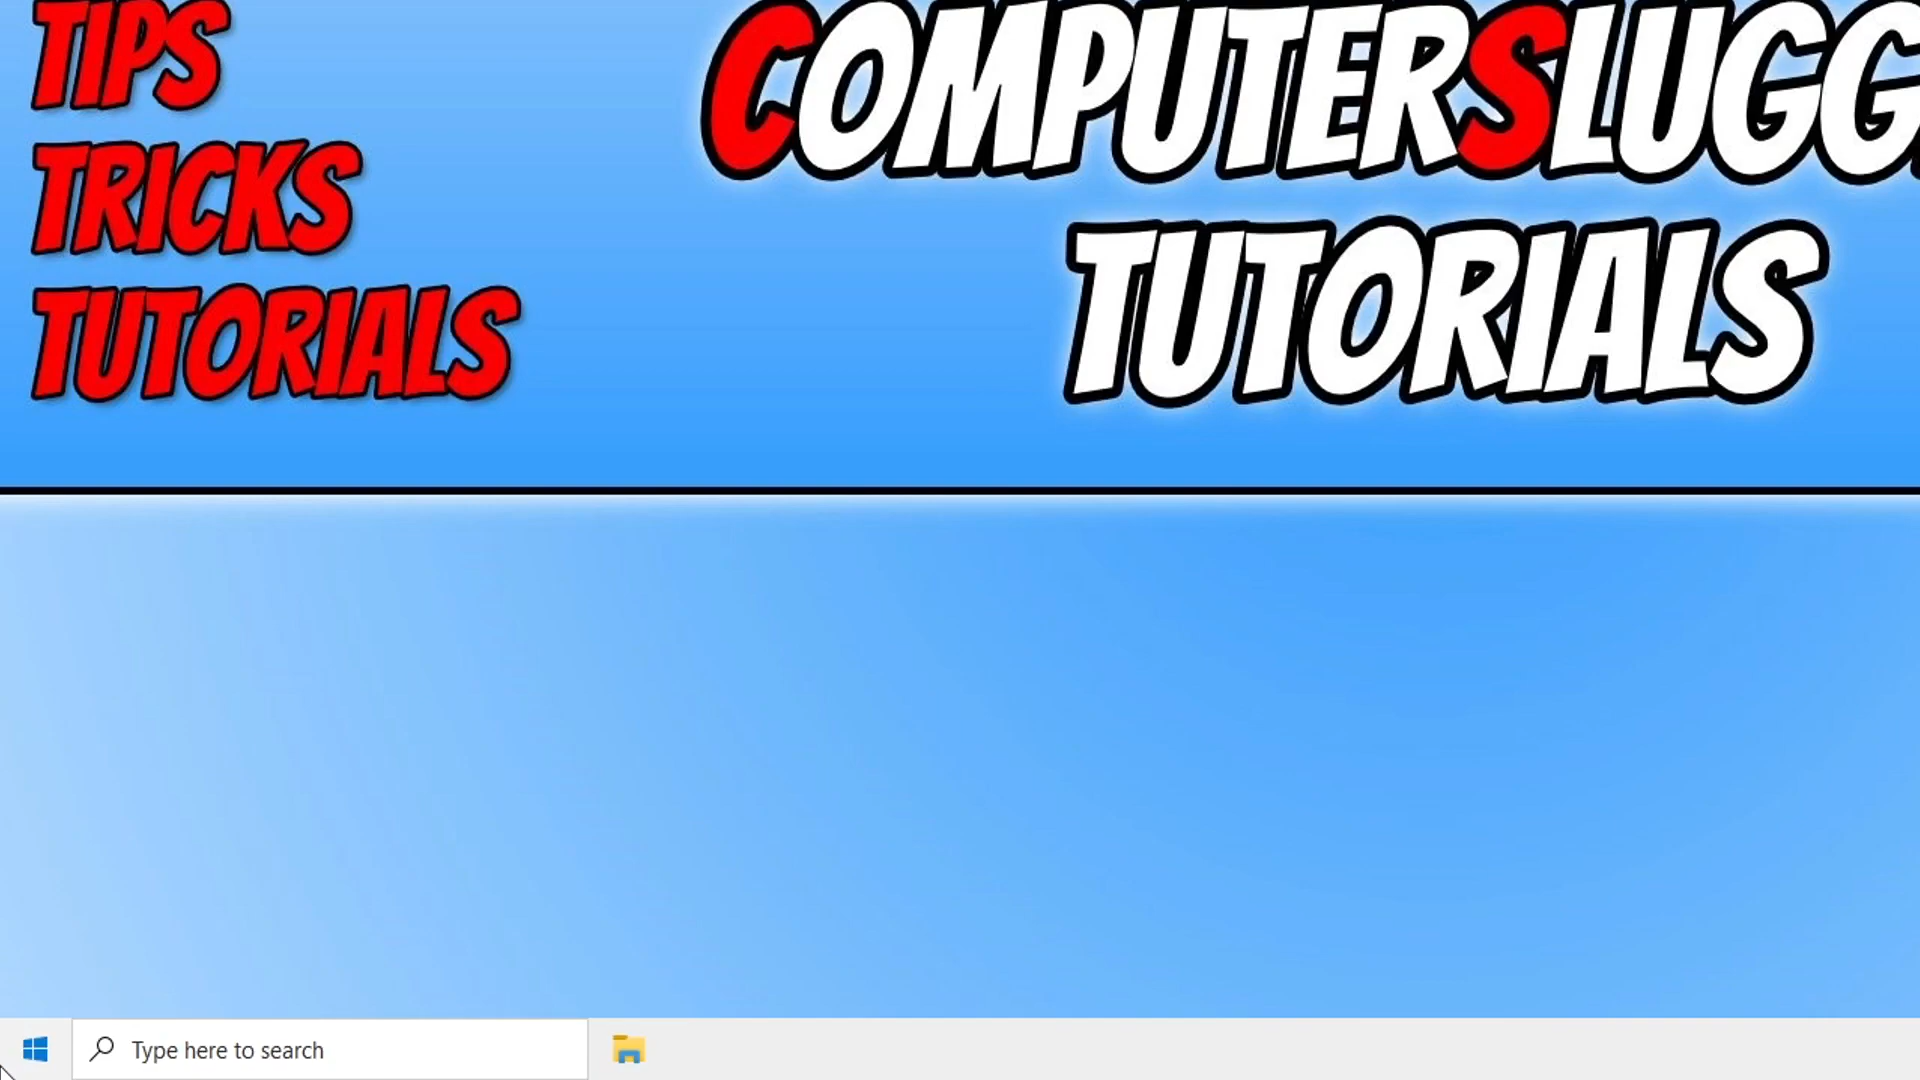 TIPS
TRICKS
TUTORIALS
COMPUTERSLUGG
TUTORIALS
Type here to search